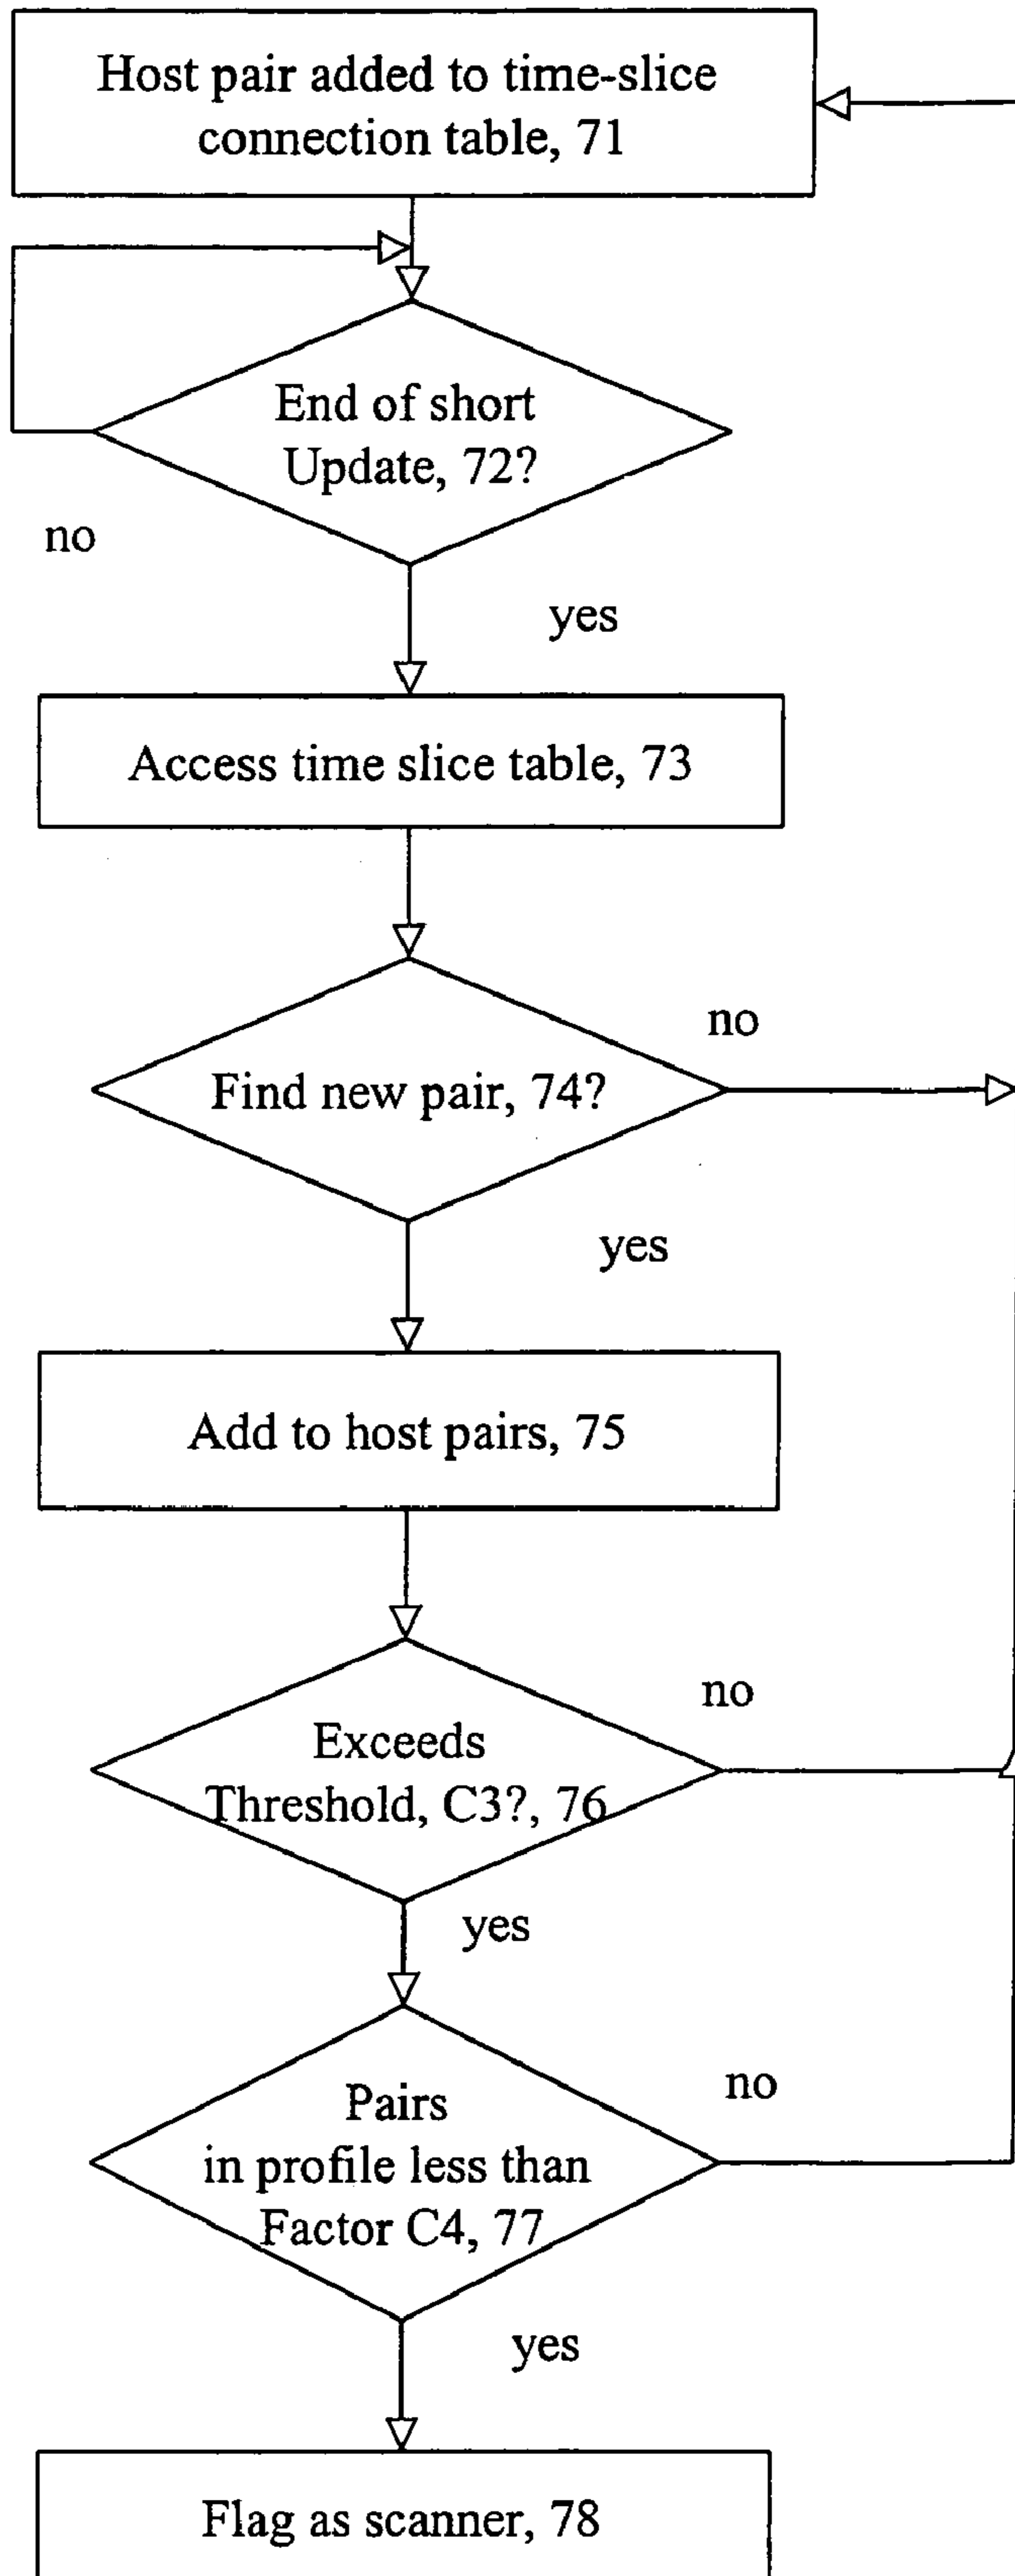 Host pair added to time-slice
connection table, 71
End of short
Update, 72?
no
yes
Access time slice table, 73
no
Find new pair, 74?
yes
Add to host pairs, 75
no
Exceeds
Threshold, C3?, 76
yes
no
Pairs
in profile less than
Factor C4, 77
yes
Flag as scanner, 78